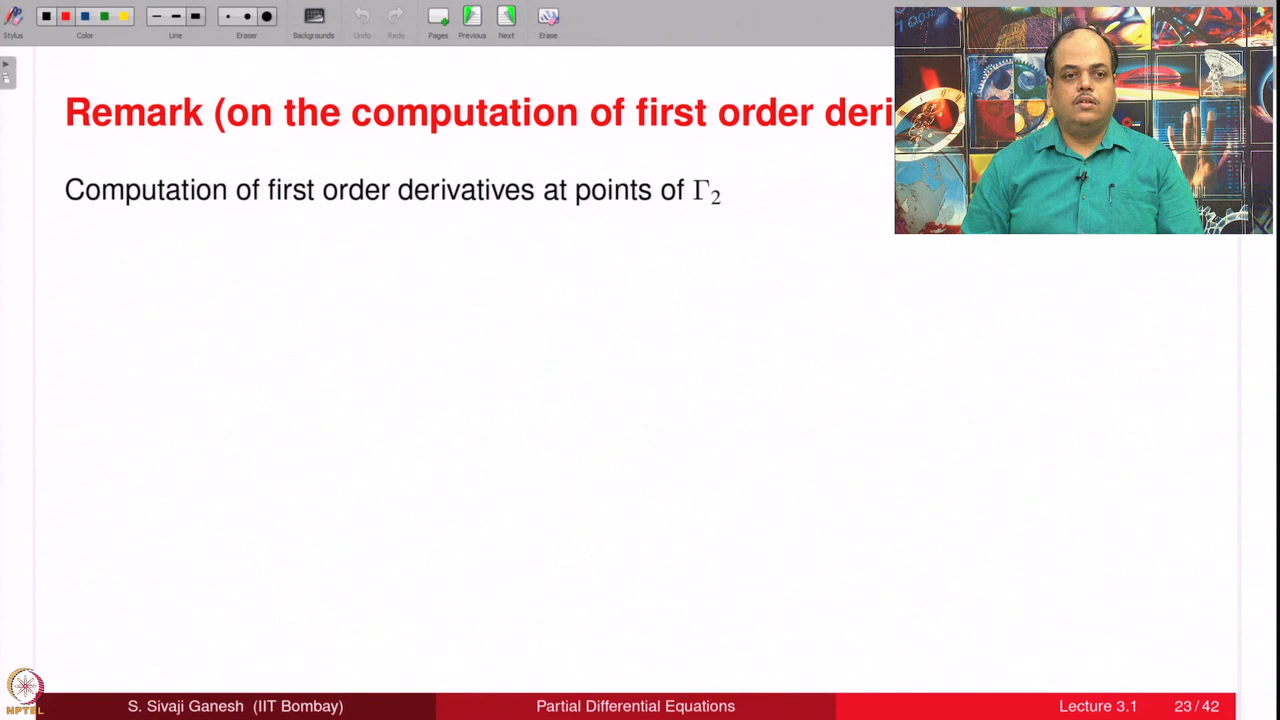 Stylus
Color
Line
Eraser
Backgrounds
Undo
Redo
Pages
Previous
Next
Erase
Remark (on the computation of first order deri
Computation of first order derivatives at points of Γ₂
NPTEL
S. Sivaji Ganesh (IIT Bombay)
Partial Differential Equations
Lecture 3.1
23 / 42